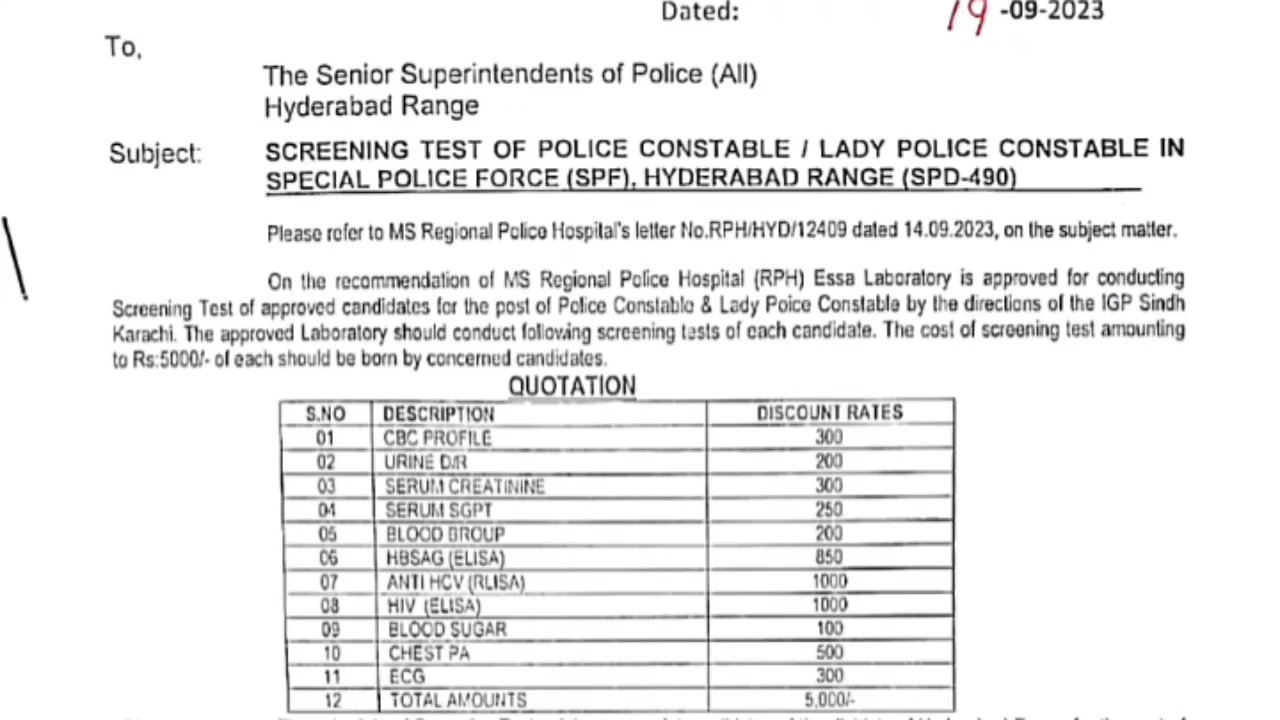 Dated: 19 -09-2023
To,
The Senior Superintendents of Police (All)
Hyderabad Range
Subject: SCREENING TEST OF POLICE CONSTABLE / LADY POLICE CONSTABLE IN
SPECIAL POLICE FORCE (SPF), HYDERABAD RANGE (SPD-490)
Please refer to MS Regional Police Hospital's letter No.RPH/HYD/12409 dated 14.09.2023, on the subject matter.
On the recommendation of MS Regional Police Hospital (RPH) Essa Laboratory is approved for conducting
Screening Test of approved candidates for the post of Police Constable & Lady Poice Constable by the directions of the IGP Sindh
Karachi. The approved Laboratory should conduct following screening tests of each candidate. The cost of screening test amounting
to Rs:5000/- of each should be born by concerned candidates.
QUOTATION
S.NO DESCRIPTION DISCOUNT RATES
01 CBC PROFILE 300
02 URINE D/R 200
03 SERUM CREATININE 300
04 SERUM SGPT 250
05 BLOOD BROUP 200
06 HBSAG (ELISA) 850
07 ANTI HCV (RLISA) 1000
08 HIV (ELISA) 1000
09 BLOOD SUGAR 100
10 CHEST PA 500
11 ECG 300
12 TOTAL AMOUNTS 5,000/-